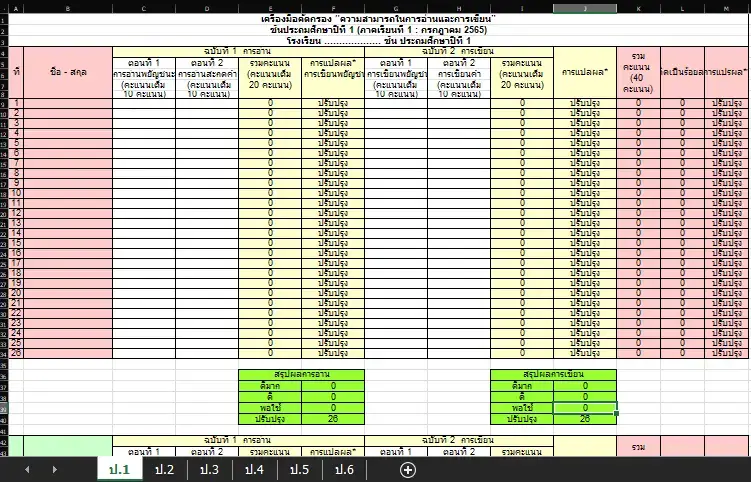 A B C D E F G H I J K L M
1 เครื่องมือคัดกรอง "ความสามารถในการอ่านและการเขียน"
2 ชั้นประถมศึกษาปีที่ 1 (ภาคเรียนที่ 1 : กรกฎาคม 2565)
3 โรงเรียน ................... ชั้น ประถมศึกษาปีที่ 1
4 ฉบับที่ 1 การอ่าน ฉบับที่ 2 การเขียน
ที่ ชื่อ - สกุล ตอนที่ 1 ตอนที่ 2 รวมคะแนน การแปลผล* ตอนที่ 1 ตอนที่ 2 รวมคะแนน การแปลผล* รวม คะแนน (40 คะแนน) คิดเป็นร้อยละ การแปลผล*
การอ่านพยัญชนะ การอ่านสะกดคำ (คะแนนเต็ม การเขียนพยัญชนะ การเขียนคำ (คะแนนเต็ม
(คะแนนเต็ม (คะแนนเต็ม 20 คะแนน) (คะแนนเต็ม (คะแนนเต็ม 20 คะแนน)
10 คะแนน) 10 คะแนน) 10 คะแนน) 10 คะแนน)
9 1 0 ปรับปรุง 0 ปรับปรุง 0 0 ปรับปรุง
10 2 0 ปรับปรุง 0 ปรับปรุง 0 0 ปรับปรุง
11 3 0 ปรับปรุง 0 ปรับปรุง 0 0 ปรับปรุง
12 4 0 ปรับปรุง 0 ปรับปรุง 0 0 ปรับปรุง
13 5 0 ปรับปรุง 0 ปรับปรุง 0 0 ปรับปรุง
14 6 0 ปรับปรุง 0 ปรับปรุง 0 0 ปรับปรุง
15 7 0 ปรับปรุง 0 ปรับปรุง 0 0 ปรับปรุง
16 8 0 ปรับปรุง 0 ปรับปรุง 0 0 ปรับปรุง
17 9 0 ปรับปรุง 0 ปรับปรุง 0 0 ปรับปรุง
18 10 0 ปรับปรุง 0 ปรับปรุง 0 0 ปรับปรุง
19 11 0 ปรับปรุง 0 ปรับปรุง 0 0 ปรับปรุง
20 12 0 ปรับปรุง 0 ปรับปรุง 0 0 ปรับปรุง
21 13 0 ปรับปรุง 0 ปรับปรุง 0 0 ปรับปรุง
22 14 0 ปรับปรุง 0 ปรับปรุง 0 0 ปรับปรุง
23 15 0 ปรับปรุง 0 ปรับปรุง 0 0 ปรับปรุง
24 16 0 ปรับปรุง 0 ปรับปรุง 0 0 ปรับปรุง
25 17 0 ปรับปรุง 0 ปรับปรุง 0 0 ปรับปรุง
26 18 0 ปรับปรุง 0 ปรับปรุง 0 0 ปรับปรุง
27 19 0 ปรับปรุง 0 ปรับปรุง 0 0 ปรับปรุง
28 20 0 ปรับปรุง 0 ปรับปรุง 0 0 ปรับปรุง
29 21 0 ปรับปรุง 0 ปรับปรุง 0 0 ปรับปรุง
30 22 0 ปรับปรุง 0 ปรับปรุง 0 0 ปรับปรุง
31 23 0 ปรับปรุง 0 ปรับปรุง 0 0 ปรับปรุง
32 24 0 ปรับปรุง 0 ปรับปรุง 0 0 ปรับปรุง
33 25 0 ปรับปรุง 0 ปรับปรุง 0 0 ปรับปรุง
34 26 0 ปรับปรุง 0 ปรับปรุง 0 0 ปรับปรุง
35
36 สรุปผลการอ่าน สรุปผลการเขียน
37 ดีมาก 0 ดีมาก 0
38 ดี 0 ดี 0
39 พอใช้ 0 พอใช้ 0
40 ปรับปรุง 26 ปรับปรุง 26
41
42 ฉบับที่ 1 การอ่าน ฉบับที่ 2 การเขียน รวม
43 ตอนที่ 1 ตอนที่ 2 รวมคะแนน การแปลผล* ตอนที่ 1 ตอนที่ 2 รวมคะแนน
ป.1 ป.2 ป.3 ป.4 ป.5 ป.6